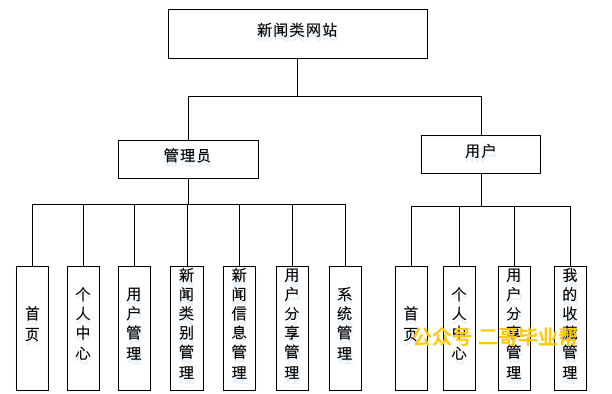 新闻类网站
管理员
用户
首页
个人中心
用户管理
新闻类别管理
新闻信息管理
用户分享管理
系统管理
首页
个人中心
用户分享管理
我的收藏管理
公众号 二哥毕业帮